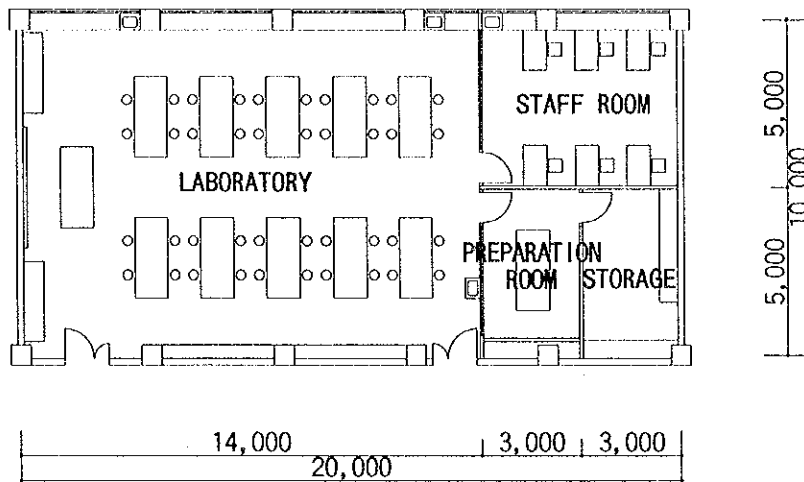 STAFF ROOM
LABORATORY
PREPARATION
ROOM
STORAGE
5,000
10,000
5,000
14,000
3,000
3,000
20,000